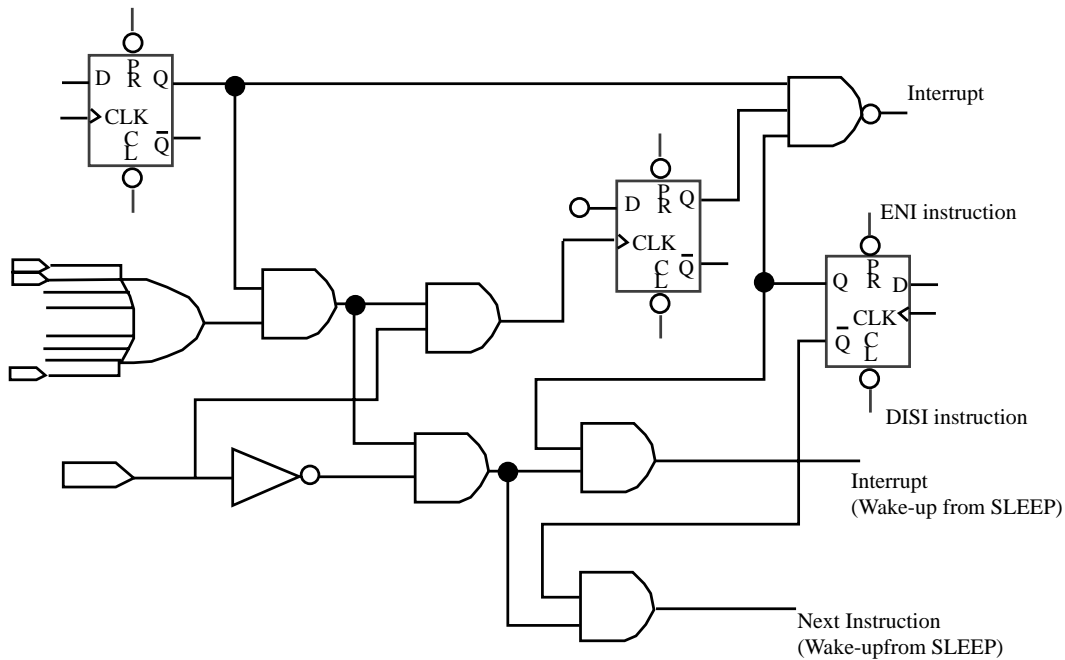 P
R
D
Q
CLK
C
L
Q̅
Interrupt
P
R
D
Q
CLK
C
L
Q̅
ENI instruction
P
R
Q
D
CLK
C
L
Q̅
DISI instruction
Interrupt
(Wake-up from SLEEP)
Next Instruction
(Wake-upfrom SLEEP)